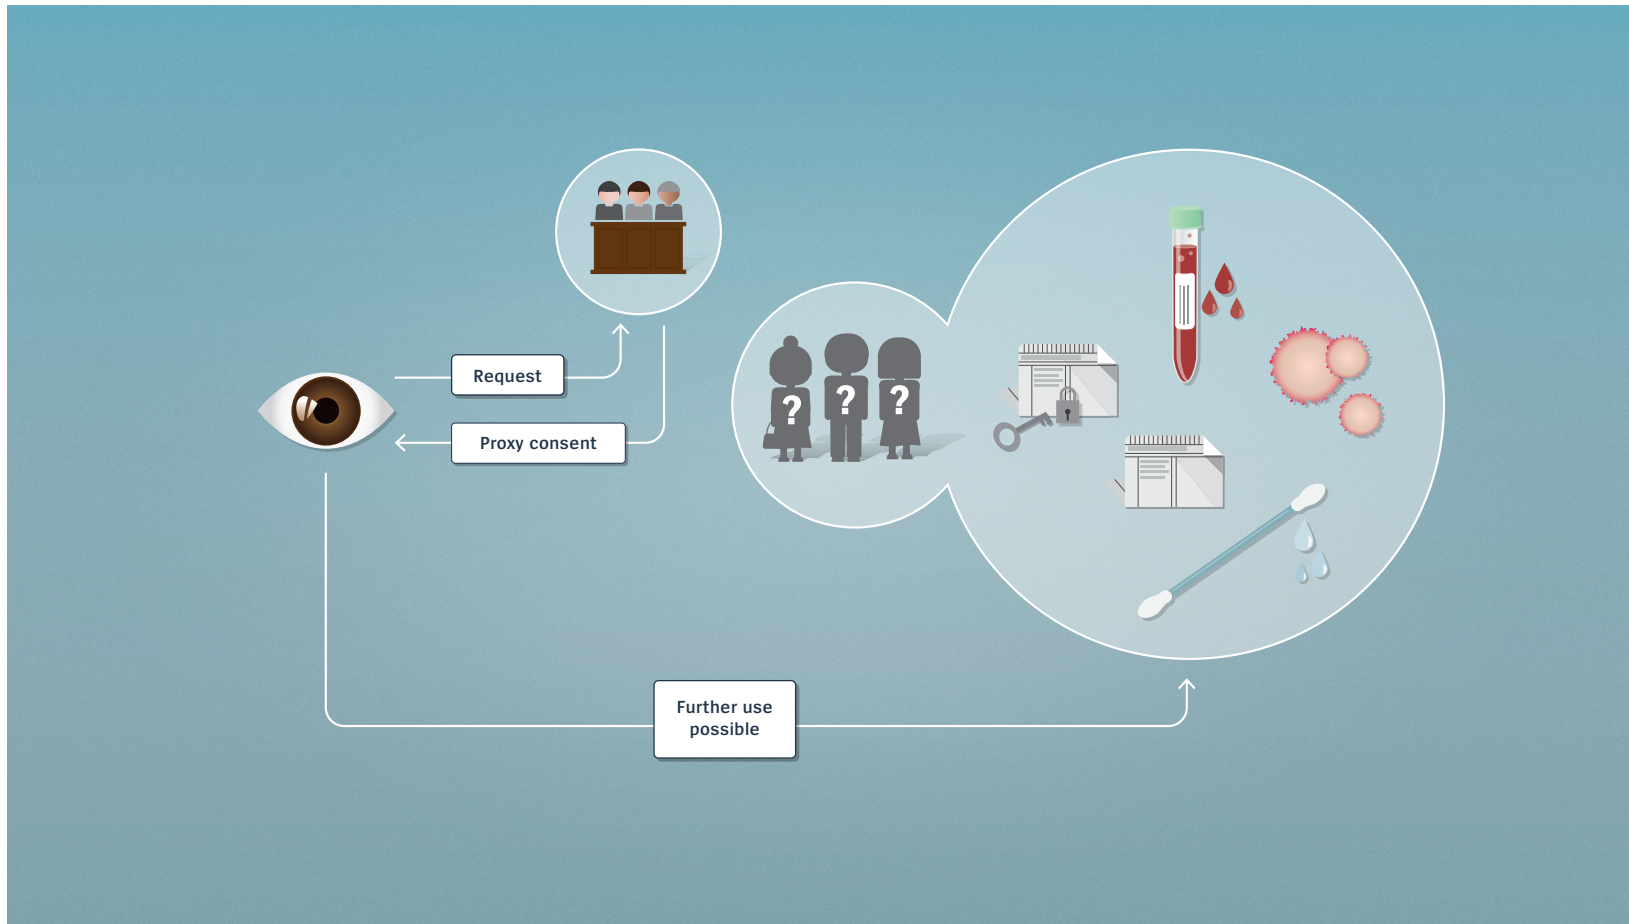 Request
Proxy consent
?
?
?
Further use
possible